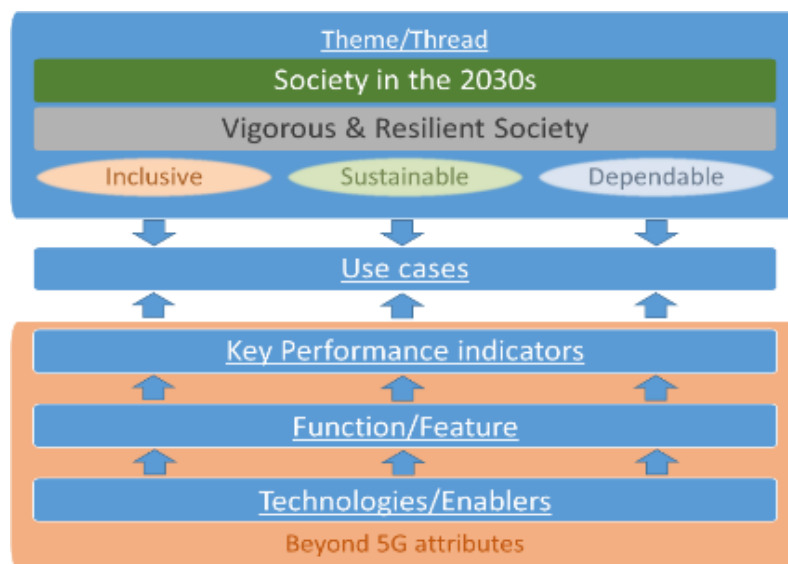 Theme/Thread
Society in the 2030s
Vigorous & Resilient Society
Inclusive Sustainable Dependable
Use cases
Key Performance indicators
Function/Feature
Technologies/Enablers
Beyond 5G attributes